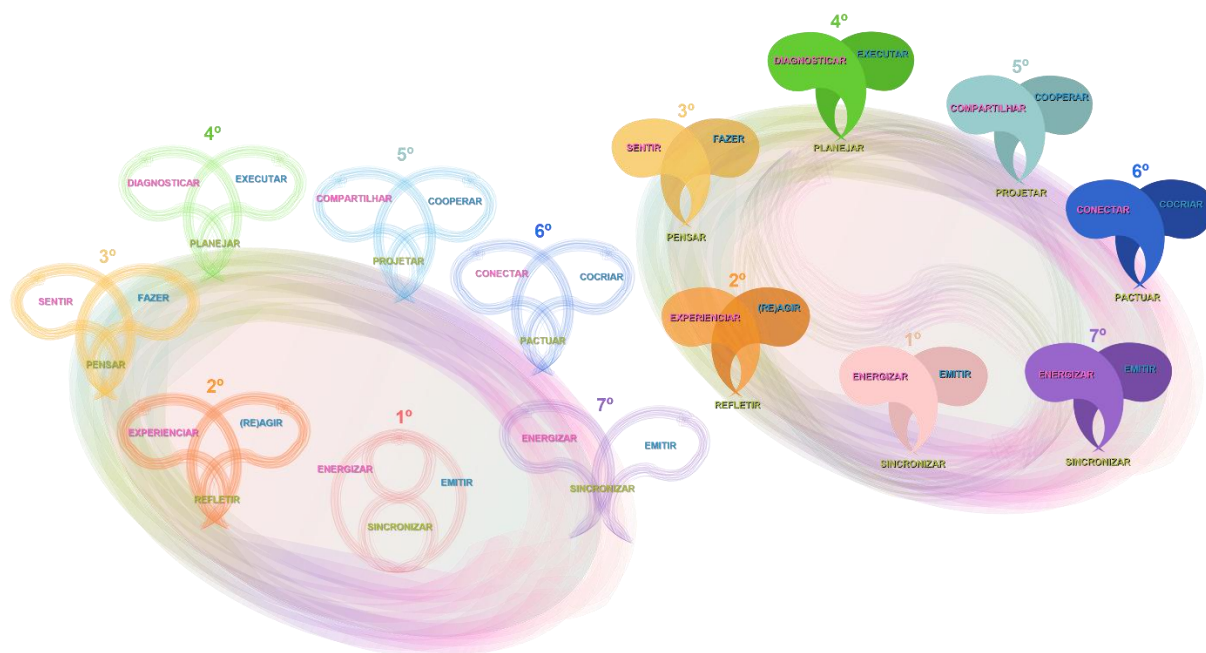 4º
DIAGNOSTICAR
EXECUTAR
PLANEJAR
5º
COMPARTILHAR
COOPERAR
PROJETAR
6º
CONECTAR
COCRIAR
PACTUAR
3º
SENTIR
FAZER
PENSAR
2º
EXPERIENCIAR
(RE)AGIR
REFLETIR
1º
ENERGIZAR
EMITIR
SINCRONIZAR
7º
ENERGIZAR
EMITIR
SINCRONIZAR
4º
DIAGNOSTICAR
EXECUTAR
PLANEJAR
5º
COMPARTILHAR
COOPERAR
PROJETAR
3º
SENTIR
FAZER
PENSAR
6º
CONECTAR
COCRIAR
PACTUAR
2º
EXPERIENCIAR
(RE)AGIR
REFLETIR
1º
ENERGIZAR
EMITIR
SINCRONIZAR
7º
ENERGIZAR
EMITIR
SINCRONIZAR